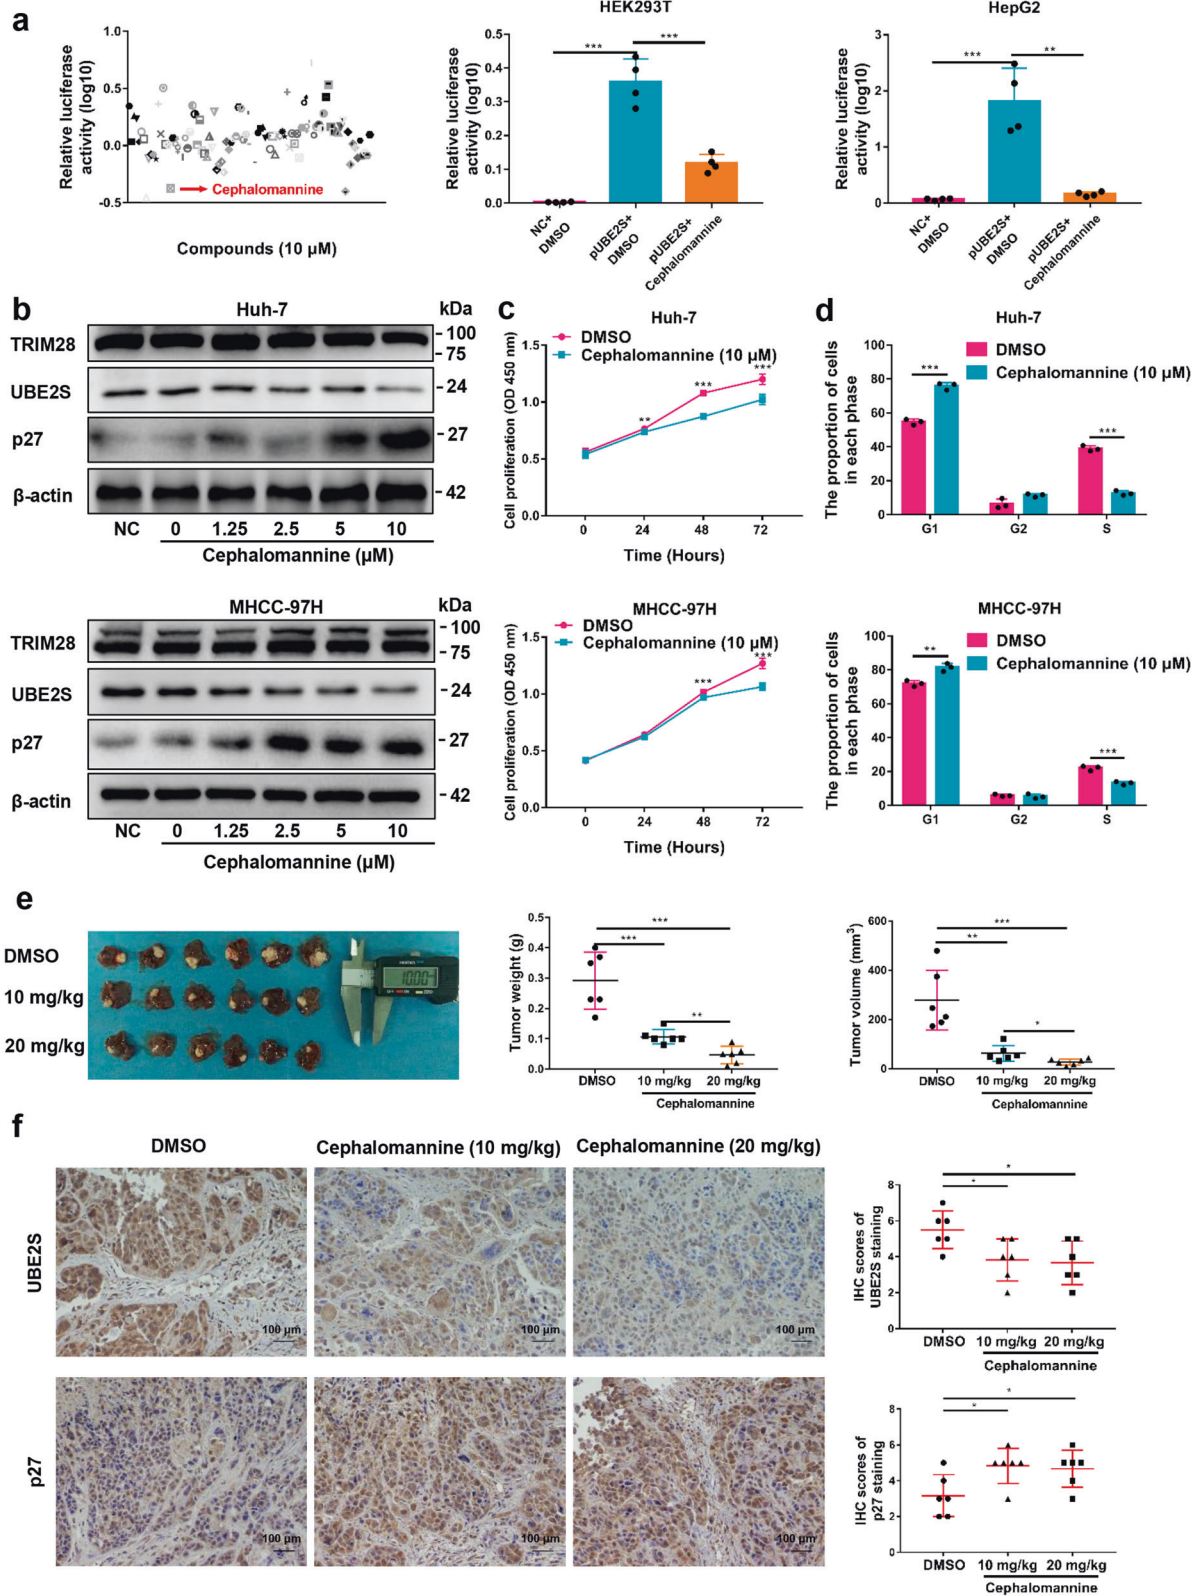 a
1.0
0.5
0.0
-0.5
Relative luciferase
activity (log10)
Cephalomannine
Compounds (10 μM)
HEK293T
Relative luciferase
activity (log10)
0.5
0.4
0.3
0.2
0.1
0.0
***
***
NC+
DMSO
pUBE2S+
DMSO
pUBE2S+
Cephalomannine
HepG2
Relative luciferase
activity (log10)
3
2
1
0
***
**
NC+
DMSO
pUBE2S+
DMSO
pUBE2S+
Cephalomannine
b
Huh-7
kDa
TRIM28
- 100
- 75
UBE2S
- 24
p27
- 27
β-actin
- 42
NC 0 1.25 2.5 5 10
Cephalomannine (μM)
MHCC-97H
kDa
TRIM28
- 100
- 75
UBE2S
- 24
p27
- 27
β-actin
- 42
NC 0 1.25 2.5 5 10
Cephalomannine (μM)
c
Huh-7
DMSO
Cephalomannine (10 μM)
Cell proliferation (OD 450 nm)
1.5
1.0
0.5
0.0
**
***
***
0 24 48 72
Time (Hours)
MHCC-97H
DMSO
Cephalomannine (10 μM)
Cell proliferation (OD 450 nm)
1.5
1.0
0.5
0.0
***
***
0 24 48 72
Time (Hours)
d
Huh-7
DMSO
Cephalomannine (10 μM)
The proportion of cells
in each phase
100
80
60
40
20
0
***
***
G1 G2 S
MHCC-97H
DMSO
Cephalomannine (10 μM)
The proportion of cells
in each phase
100
80
60
40
20
0
**
***
G1 G2 S
e
DMSO
10 mg/kg
20 mg/kg
10.00
Tumor weight (g)
0.5
0.4
0.3
0.2
0.1
0.0
***
***
**
DMSO 10 mg/kg 20 mg/kg
Cephalomannine
Tumor volume (mm³)
600
400
200
0
***
**
*
DMSO 10 mg/kg 20 mg/kg
Cephalomannine
f
DMSO Cephalomannine (10 mg/kg) Cephalomannine (20 mg/kg)
UBE2S
100 μm
100 μm
100 μm
p27
100 μm
100 μm
100 μm
IHC scores of
UBE2S staining
8
6
4
2
0
*
*
DMSO 10 mg/kg 20 mg/kg
Cephalomannine
IHC scores of
p27 staining
8
6
4
2
0
*
*
DMSO 10 mg/kg 20 mg/kg
Cephalomannine